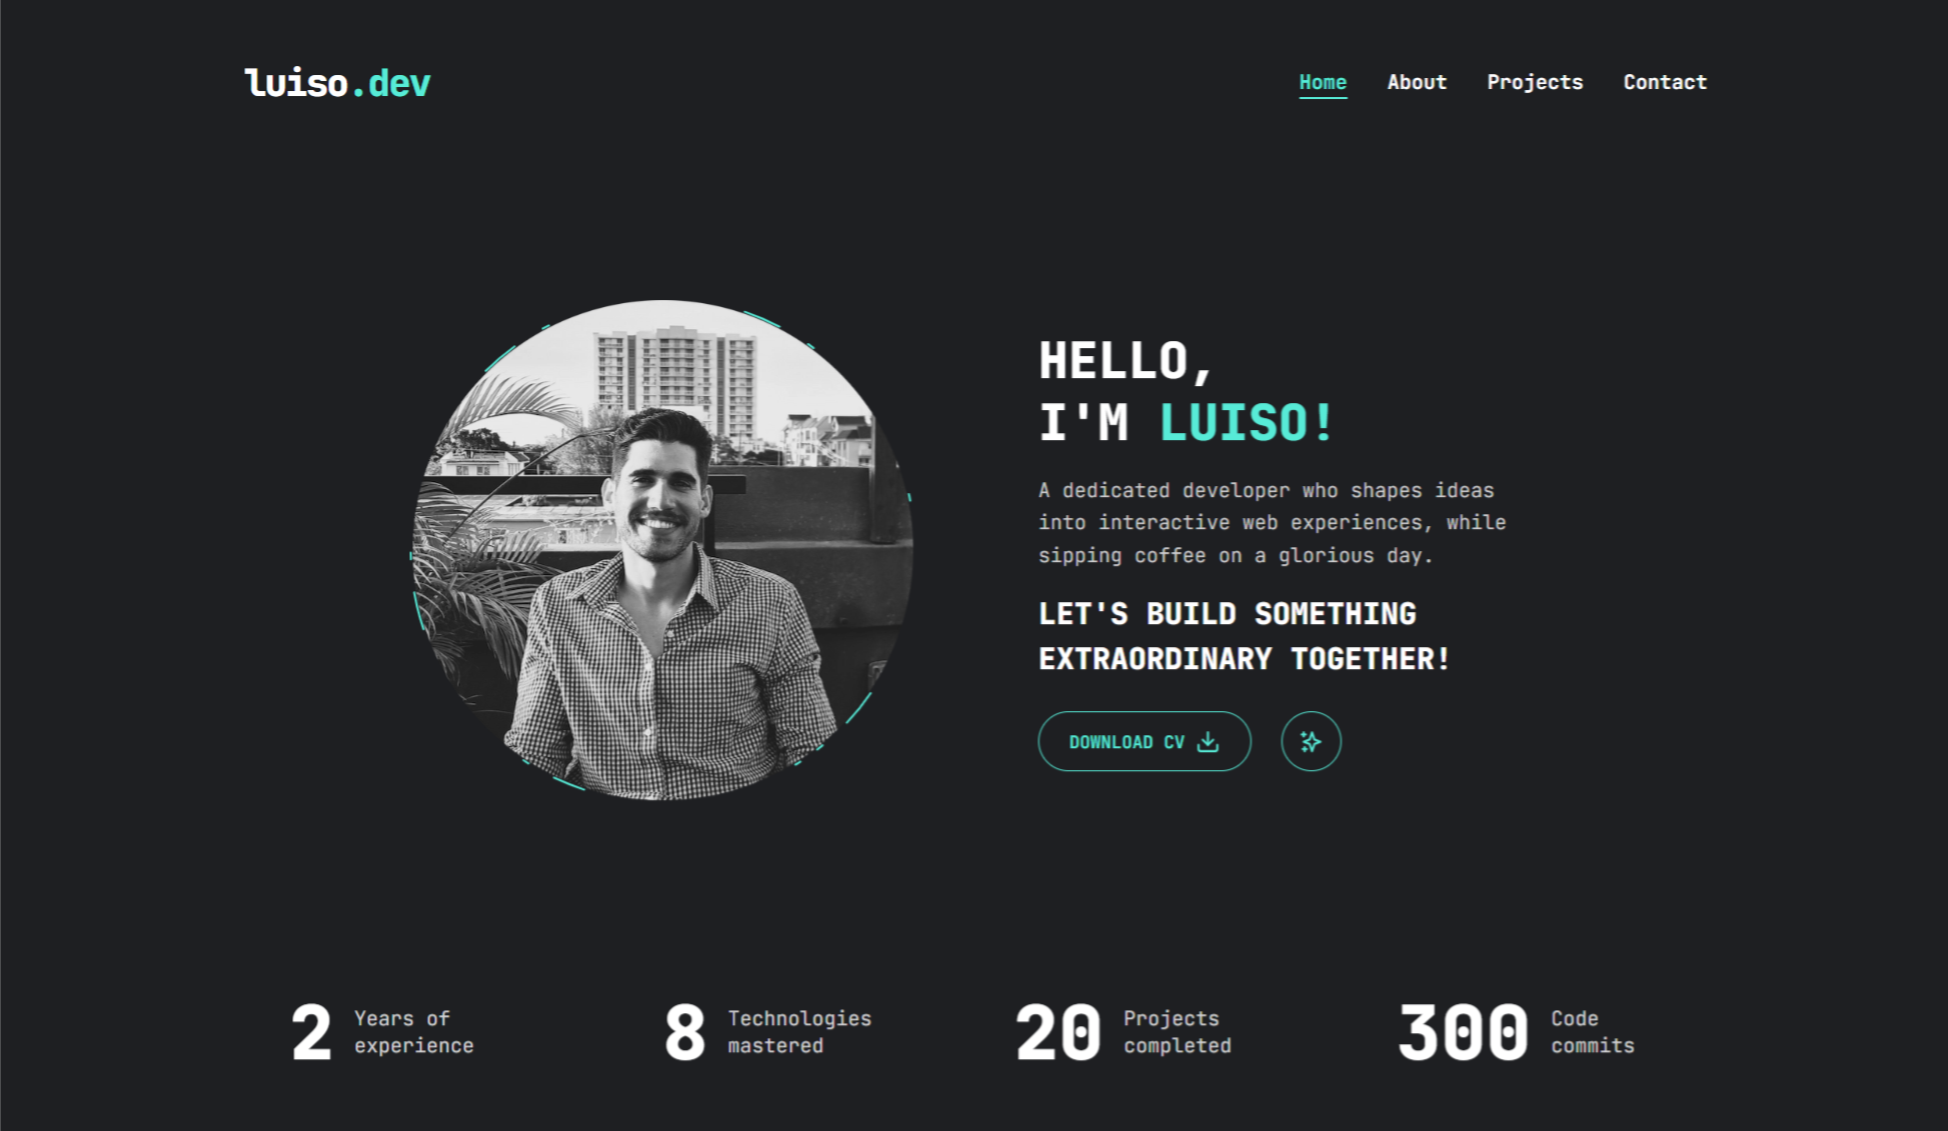 luiso.dev
Home About Projects Contact
HELLO,
I'M LUISO!
A dedicated developer who shapes ideas
into interactive web experiences, while
sipping coffee on a glorious day.
LET'S BUILD SOMETHING
EXTRAORDINARY TOGETHER!
DOWNLOAD CV
2 Years of
experience
8 Technologies
mastered
20 Projects
completed
300 Code
commits